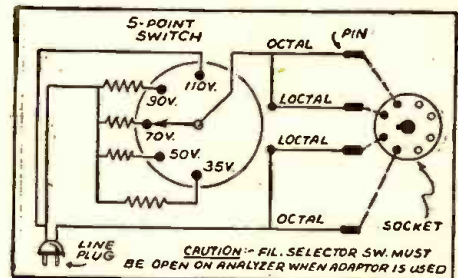 5-POINT
SWITCH
PIN
OCTAL
110V.
90V.
LOCTAL
70V.
LOCTAL
50V.
35V.
OCTAL
SOCKET
LINE
PLUG
CAUTION:- FIL. SELECTOR SW. MUST
BE OPEN ON ANALYZER WHEN ADAPTOR IS USED